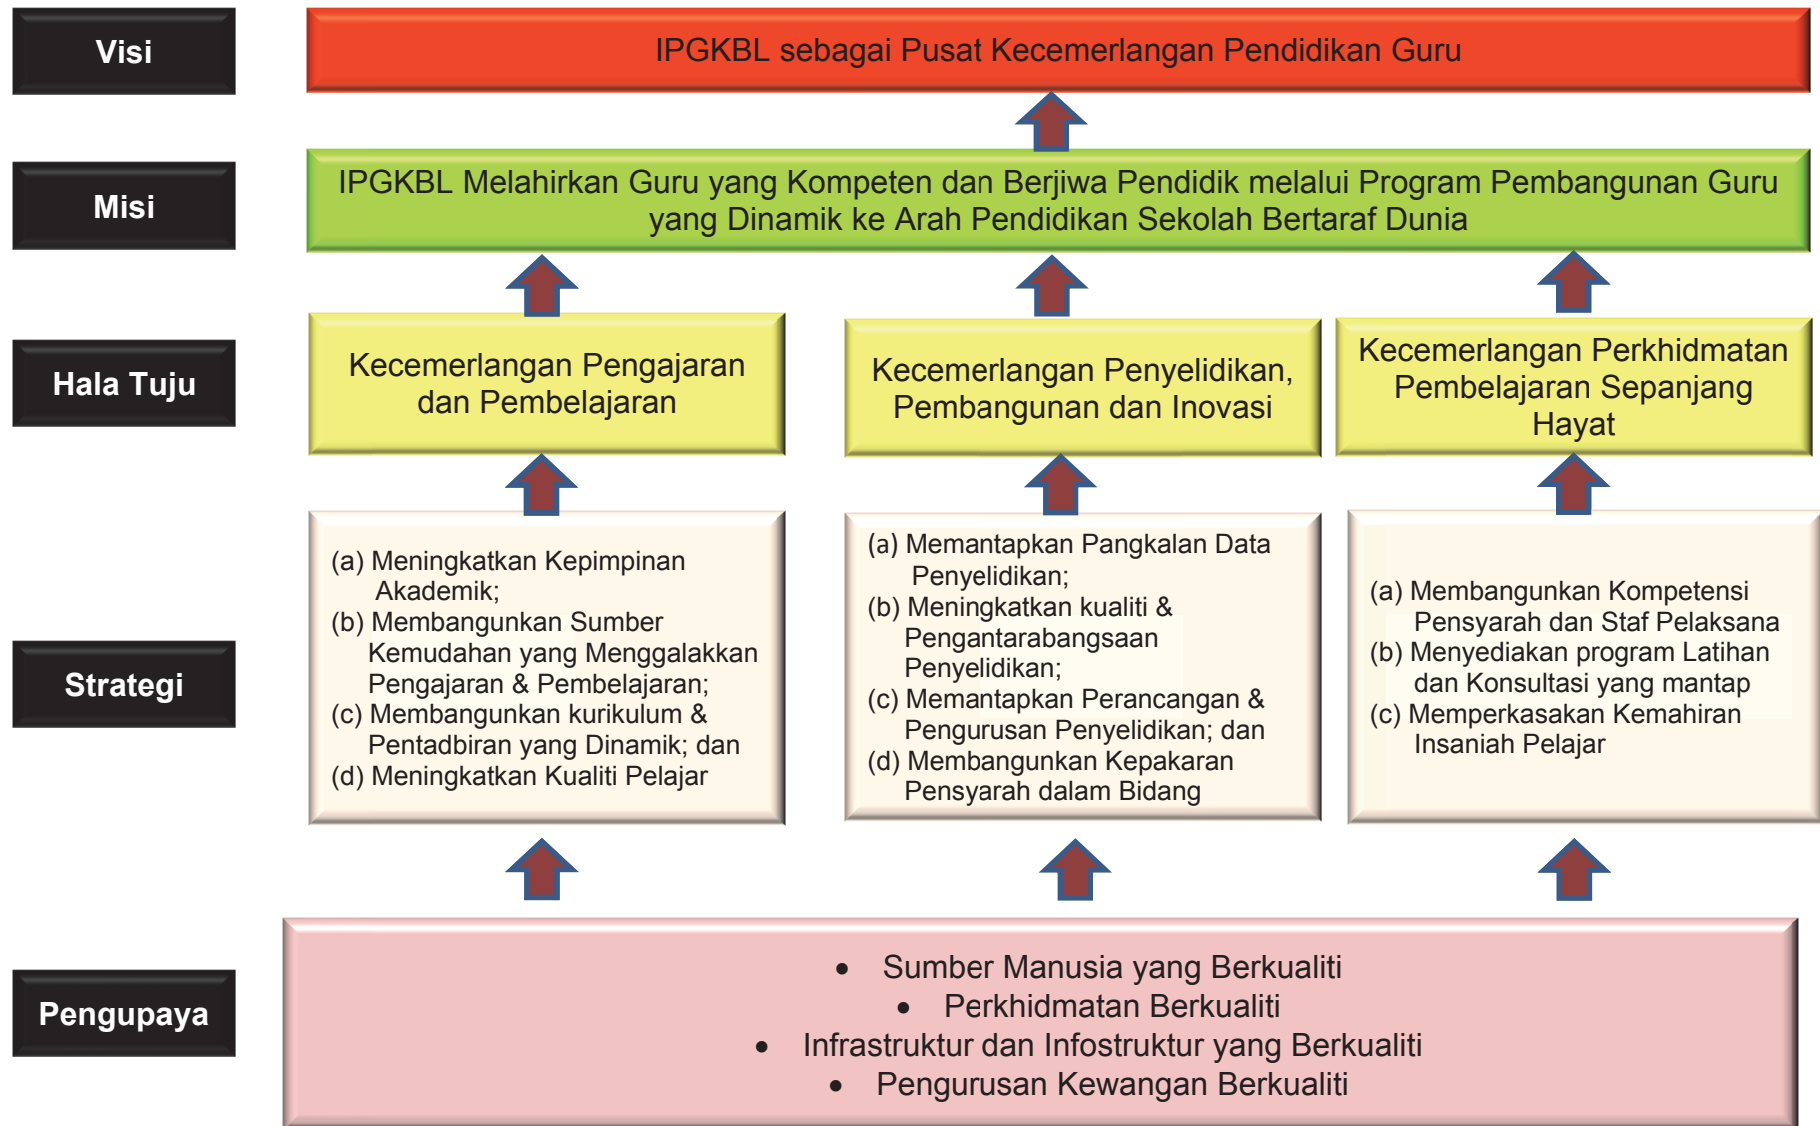 Visi
IPGKBL sebagai Pusat Kecemerlangan Pendidikan Guru
Misi
IPGKBL Melahirkan Guru yang Kompeten dan Berjiwa Pendidik melalui Program Pembangunan Guru
yang Dinamik ke Arah Pendidikan Sekolah Bertaraf Dunia
Hala Tuju
Kecemerlangan Pengajaran
dan Pembelajaran
Kecemerlangan Penyelidikan,
Pembangunan dan Inovasi
Kecemerlangan Perkhidmatan
Pembelajaran Sepanjang
Hayat
Strategi
(a) Meningkatkan Kepimpinan
Akademik;
(b) Membangunkan Sumber
Kemudahan yang Menggalakkan
Pengajaran & Pembelajaran;
(c) Membangunkan kurikulum &
Pentadbiran yang Dinamik; dan
(d) Meningkatkan Kualiti Pelajar
(a) Memantapkan Pangkalan Data
Penyelidikan;
(b) Meningkatkan kualiti &
Pengantarabangsaan
Penyelidikan;
(c) Memantapkan Perancangan &
Pengurusan Penyelidikan; dan
(d) Membangunkan Kepakaran
Pensyarah dalam Bidang
(a) Membangunkan Kompetensi
Pensyarah dan Staf Pelaksana
(b) Menyediakan program Latihan
dan Konsultasi yang mantap
(c) Memperkasakan Kemahiran
Insaniah Pelajar
Pengupaya
• Sumber Manusia yang Berkualiti
• Perkhidmatan Berkualiti
• Infrastruktur dan Infostruktur yang Berkualiti
• Pengurusan Kewangan Berkualiti